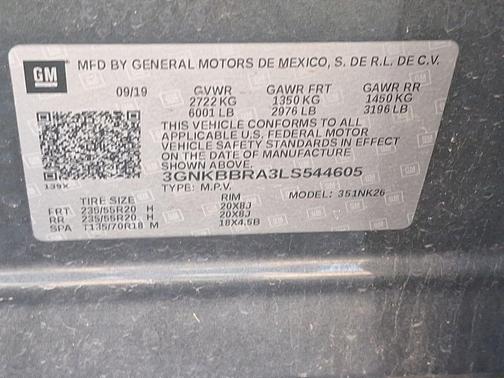 GM
MFD BY GENERAL MOTORS DE MEXICO, S. DE R.L. DE C.V.
09/19 GVWR GAWR FRT GAWR RR
2722 KG 1350 KG 1450 KG
6001 LB 2976 LB 3196 LB
THIS VEHICLE CONFORMS TO ALL
APPLICABLE U.S. FEDERAL MOTOR
VEHICLE SAFETY STANDARDS IN EFFECT
ON THE DATE OF MANUFACTURE
SHOWN ABOVE.
3GNKBBRA3LS544605
139X TYPE: M.P.V. MODEL: 351NK26
TIRE SIZE RIM
FRT 235/55R20 H 20X8J
RR 235/55R20 H 20X8J
SPA T135/70R18 M 18X4.5B